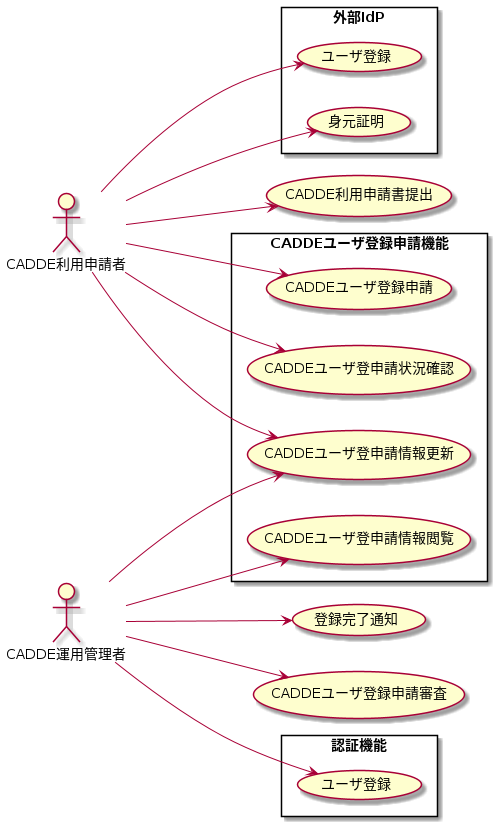 外部IdP
ユーザ登録
身元証明
CADDE利用申請書提出
CADDE利用申請者
CADDEユーザ登録申請機能
CADDEユーザ登録申請
CADDEユーザ登申請状況確認
CADDEユーザ登申請情報更新
CADDEユーザ登申請情報閲覧
CADDE運用管理者
登録完了通知
CADDEユーザ登録申請審査
認証機能
ユーザ登録